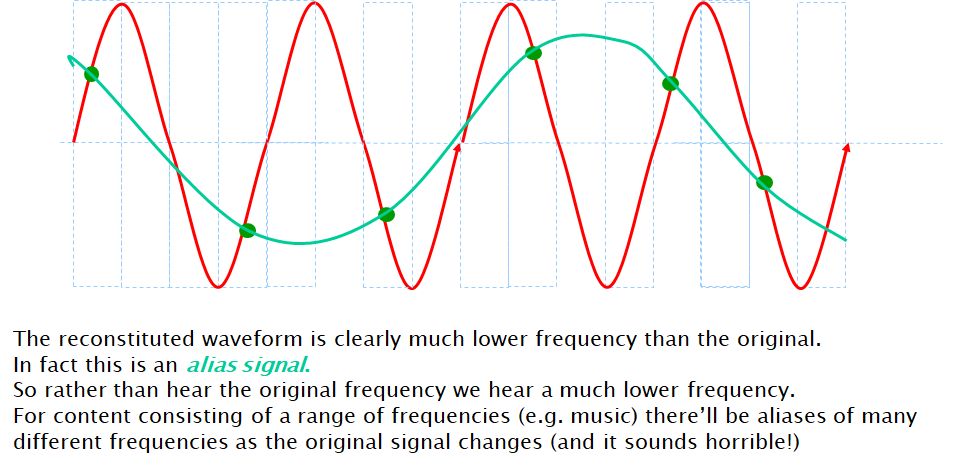 The reconstituted waveform is clearly much lower frequency than the original.
In fact this is an alias signal.
So rather than hear the original frequency we hear a much lower frequency.
For content consisting of a range of frequencies (e.g. music) there’ll be aliases of many
different frequencies as the original signal changes (and it sounds horrible!)